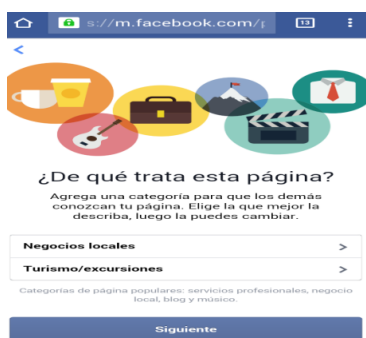 s://m.facebook.com/p
13
¿De qué trata esta página?
Agrega una categoría para que los demás
conozcan tu página. Elige la que mejor la
describa, luego la puedes cambiar.
Negocios locales
Turismo/excursiones
Categorías de página populares: servicios profesionales, negocio
local, blog y músico.
Siguiente